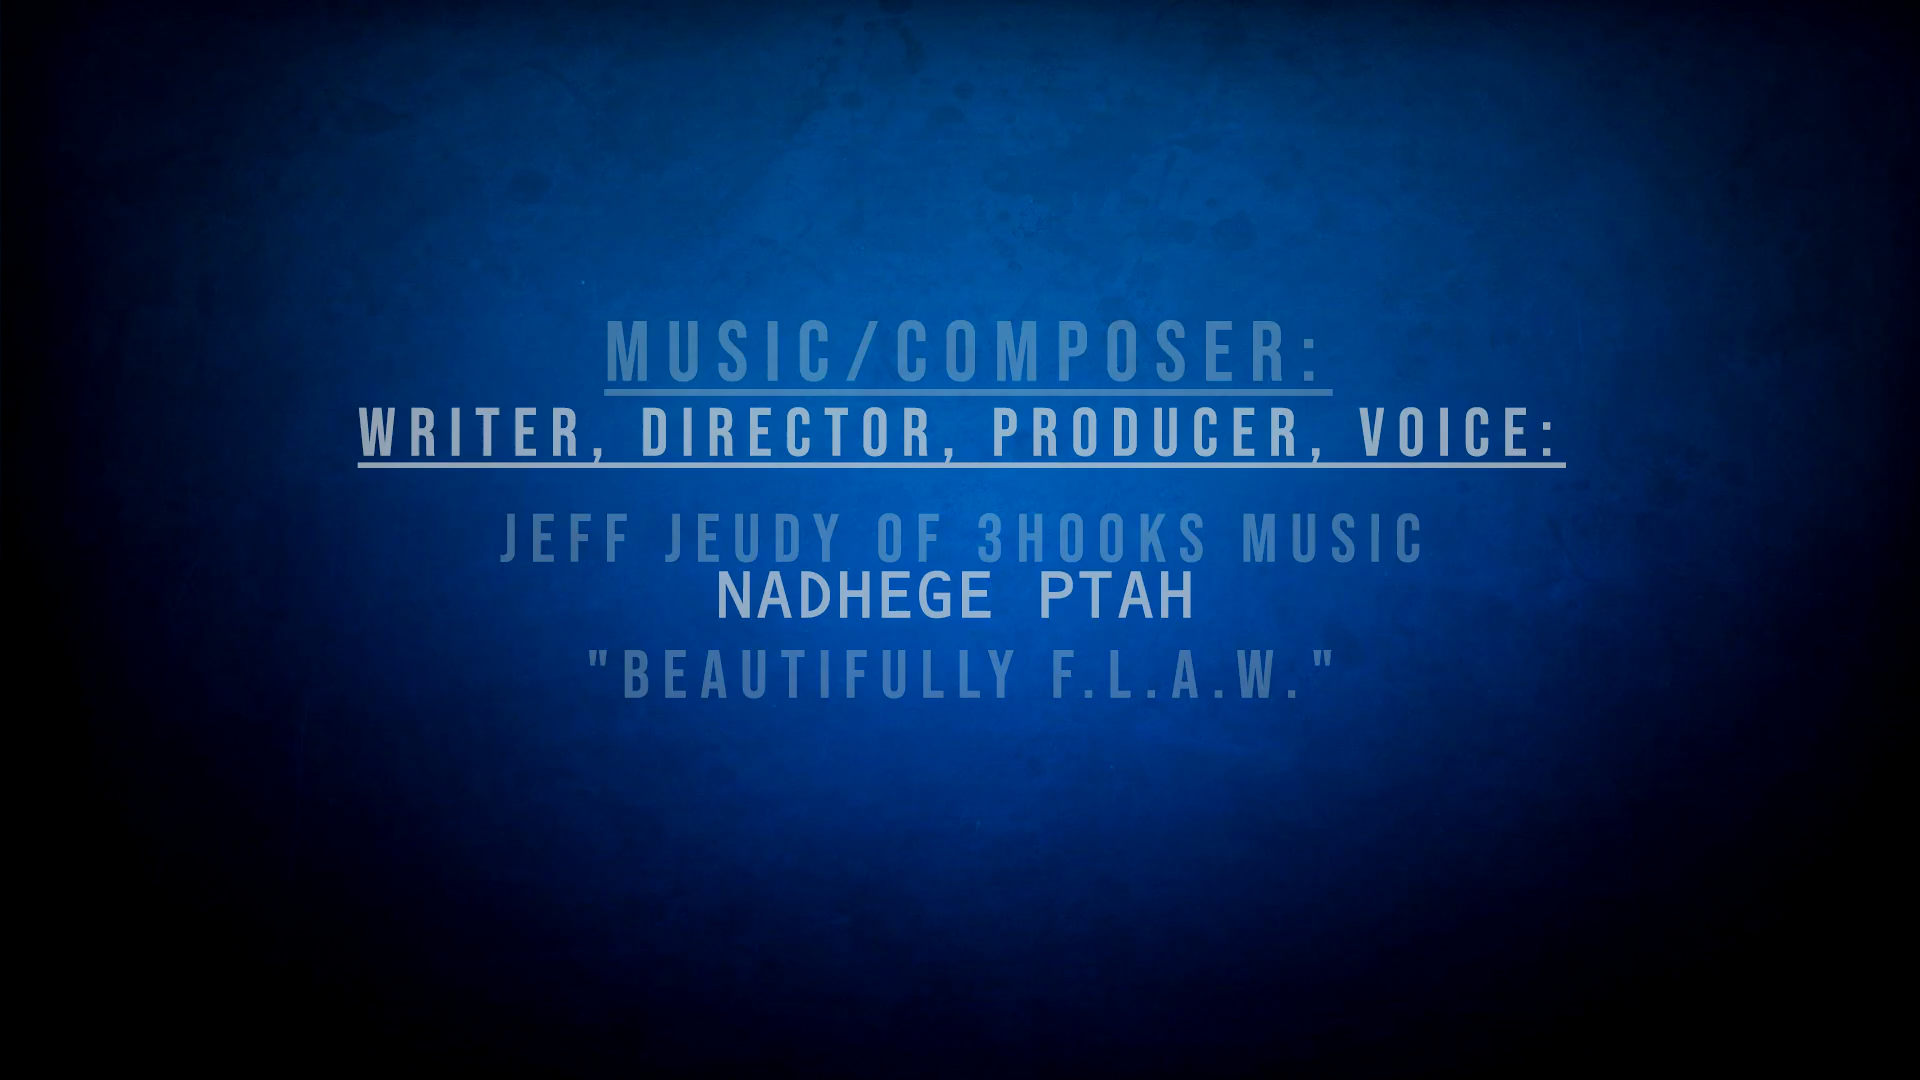 MUSIC/COMPOSER:
WRITER, DIRECTOR, PRODUCER, VOICE:
JEFF JEUDY OF 3HOOKS MUSIC
NADHEGE PTAH
"BEAUTIFULLY F.L.A.W."